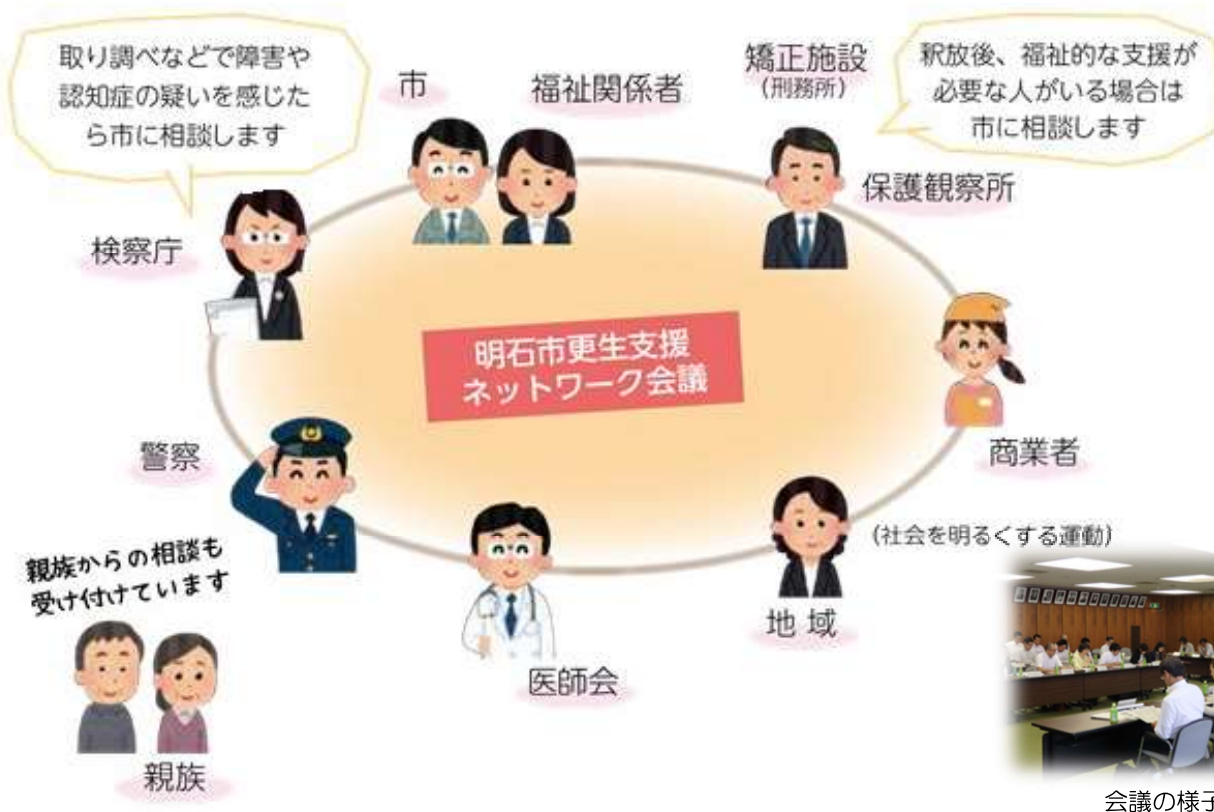 取り調べなどで障害や
認知症の疑いを感じた
ら市に相談します
市
福祉関係者
矯正施設
(刑務所)
釈放後、福祉的な支援が
必要な人がいる場合は
市に相談します
保護観察所
検察庁
明石市更生支援
ネットワーク会議
商業者
警察
(社会を明るくする運動)
地域
親族からの相談も
受け付けています
医師会
親族
会議の様子